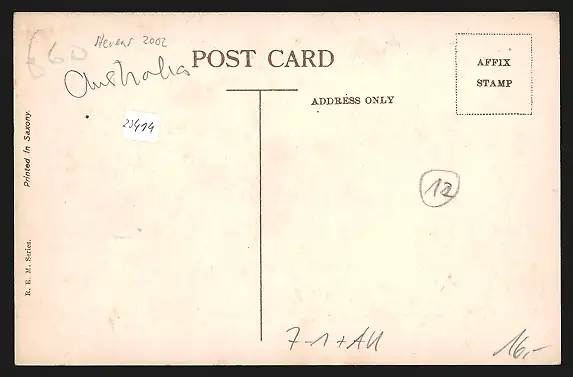 £60
Stevens 2002
POST CARD
Australia
AFFIX
STAMP
ADDRESS ONLY
23414
Printed in Saxony.
12
R. E. M. Series.
7-1+AU
16,-